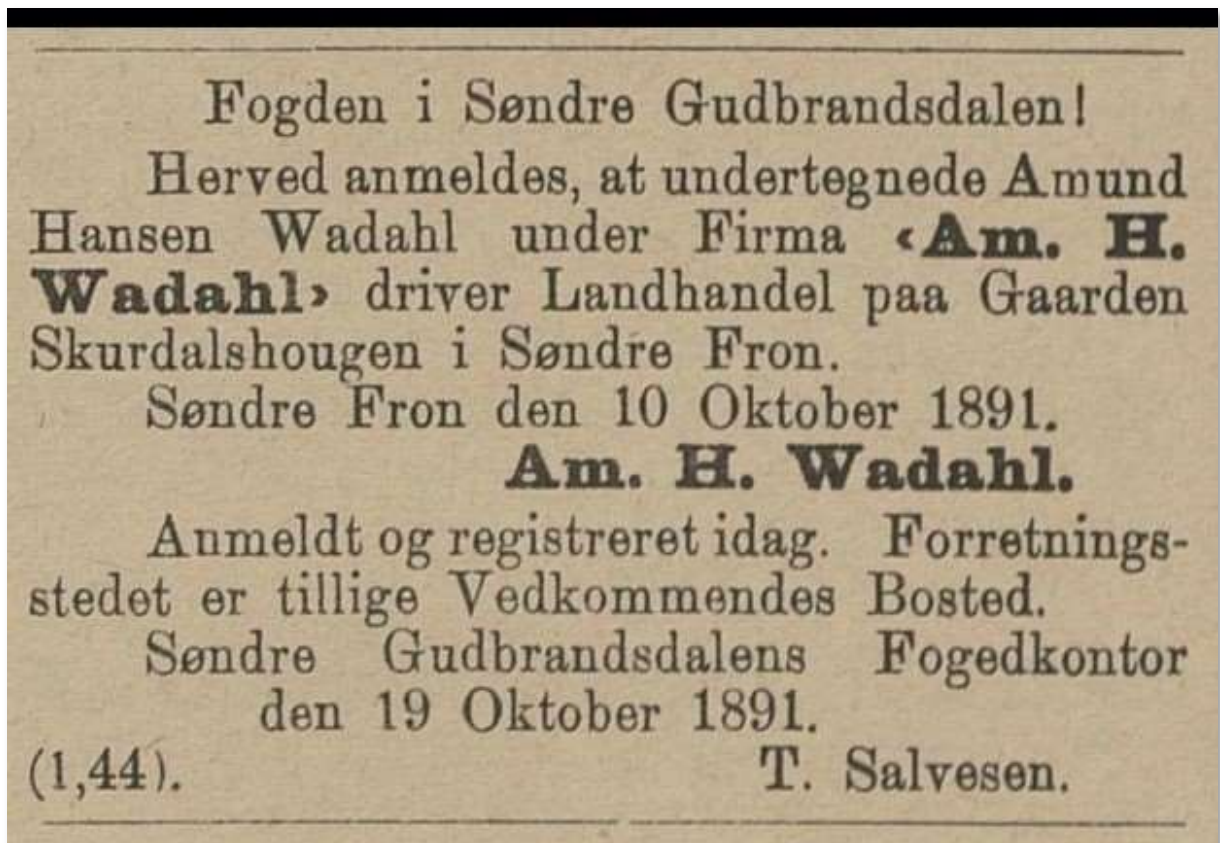 Fogden i Søndre Gudbrandsdalen!
Herved anmeldes, at undertegnede Amund
Hansen Wadahl under Firma ‹Am. H.
Wadahl› driver Landhandel paa Gaarden
Skurdalshougen i Søndre Fron.
Søndre Fron den 10 Oktober 1891.
Am. H. Wadahl.
Anmeldt og registreret idag. Forretnings-
stedet er tillige Vedkommendes Bosted.
Søndre Gudbrandsdalens Fogedkontor
den 19 Oktober 1891.
(1,44). T. Salvesen.